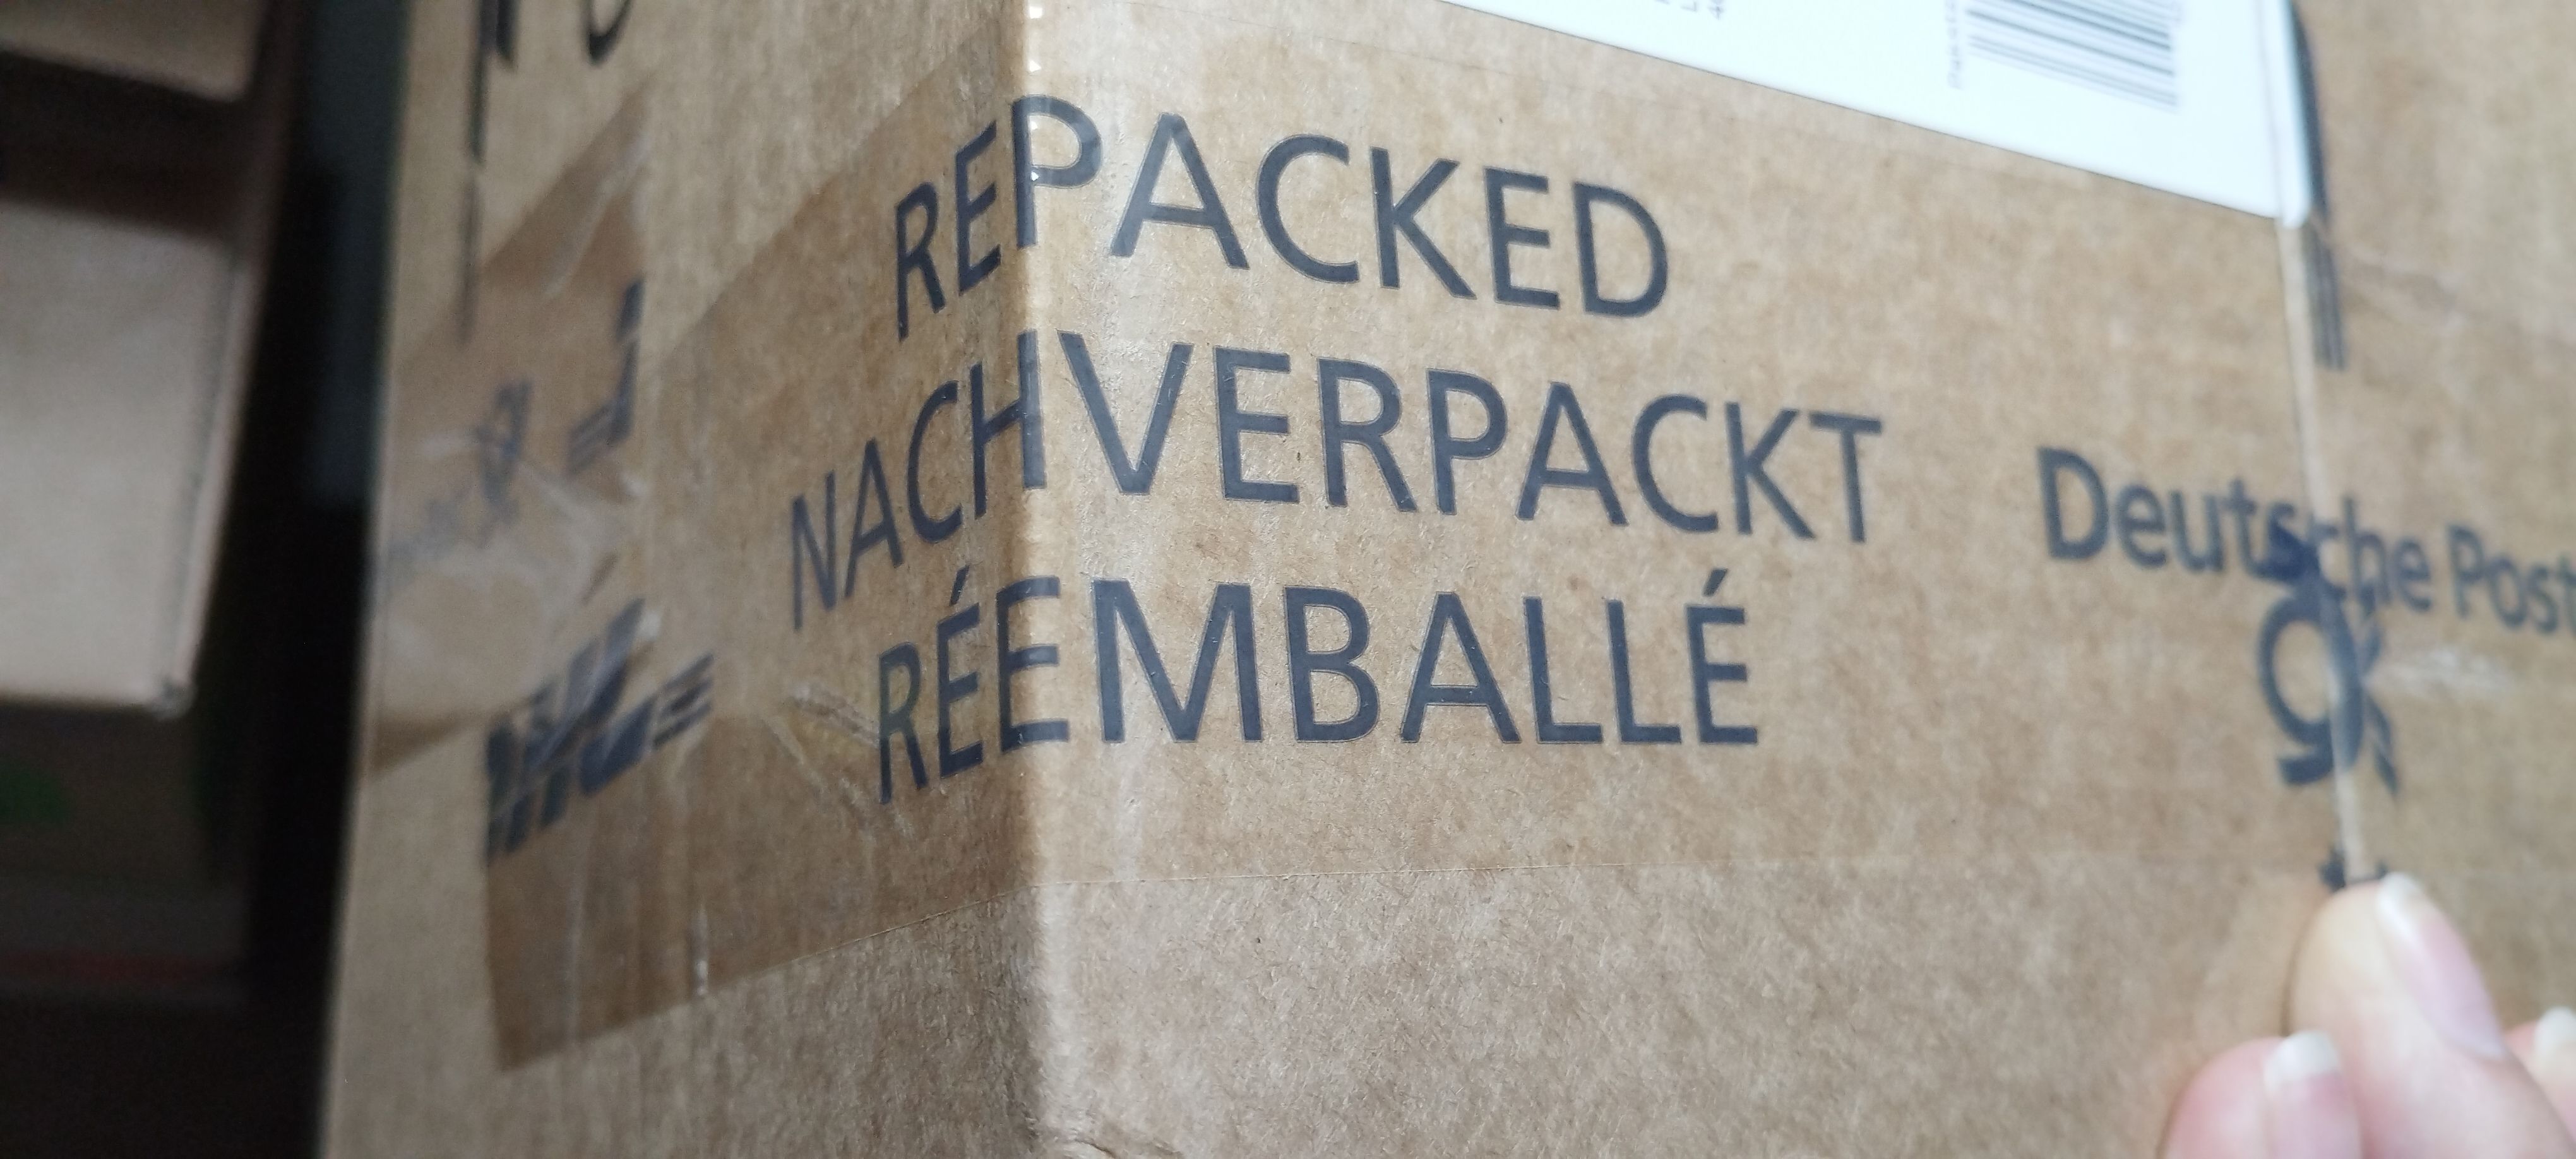 REPACKED
NACHVERPACKT
RÉEMBALLÉ
Deutsche Post